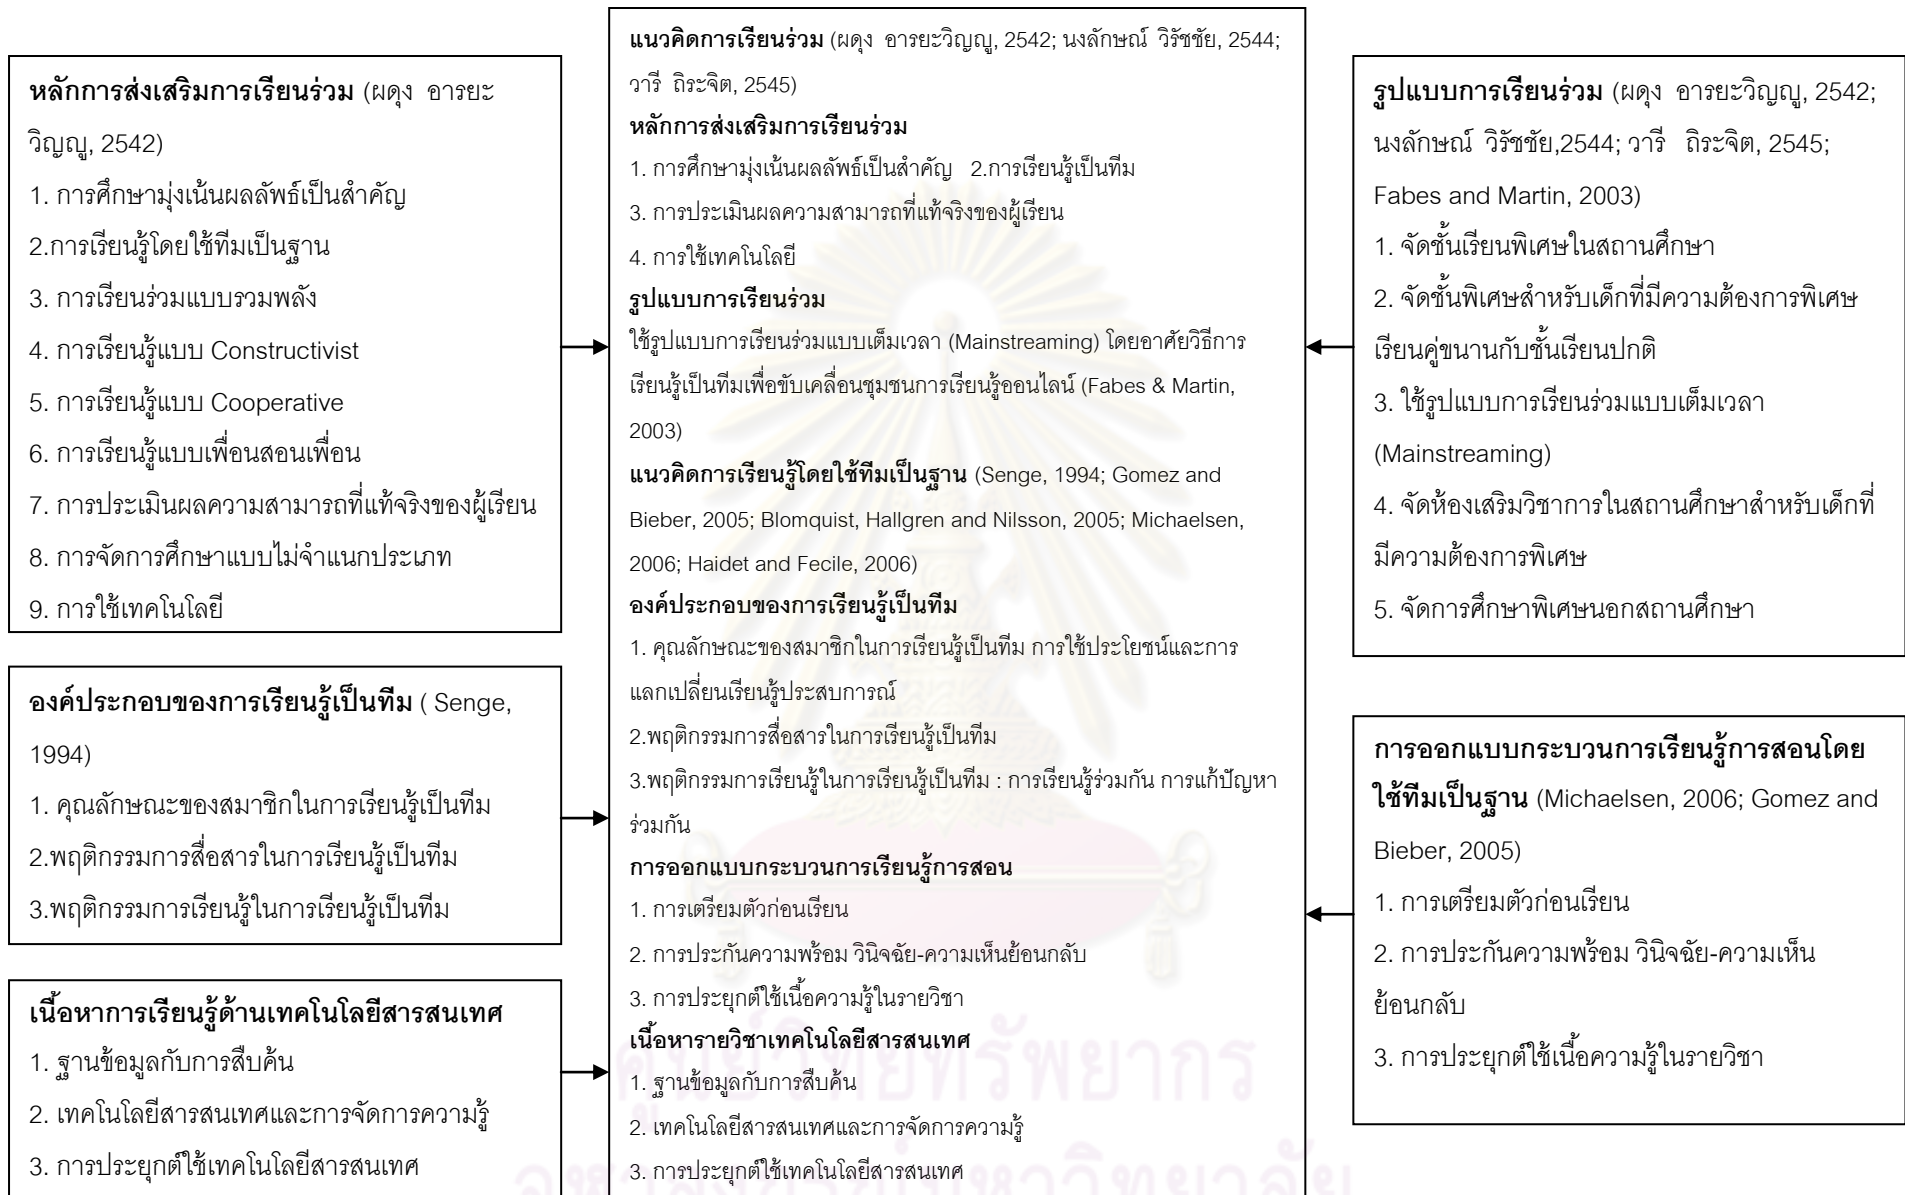 หลักการส่งเสริมการเรียนร่วม (ผดุง อารยะ
วิญญู, 2542)
1. การศึกษามุ่งเน้นผลลัพธ์เป็นสำคัญ
2.การเรียนรู้โดยใช้ทีมเป็นฐาน
3. การเรียนร่วมแบบรวมพลัง
4. การเรียนรู้แบบ Constructivist
5. การเรียนรู้แบบ Cooperative
6. การเรียนรู้แบบเพื่อนสอนเพื่อน
7. การประเมินผลความสามารถที่แท้จริงของผู้เรียน
8. การจัดการศึกษาแบบไม่จำแนกประเภท
9. การใช้เทคโนโลยี
องค์ประกอบของการเรียนรู้เป็นทีม ( Senge,
1994)
1. คุณลักษณะของสมาชิกในการเรียนรู้เป็นทีม
2.พฤติกรรมการสื่อสารในการเรียนรู้เป็นทีม
3.พฤติกรรมการเรียนรู้ในการเรียนรู้เป็นทีม
เนื้อหาการเรียนรู้ด้านเทคโนโลยีสารสนเทศ
1. ฐานข้อมูลกับการสืบค้น
2. เทคโนโลยีสารสนเทศและการจัดการความรู้
3. การประยุกต์ใช้เทคโนโลยีสารสนเทศ
แนวคิดการเรียนร่วม (ผดุง อารยะวิญญู, 2542; นงลักษณ์ วิรัชชัย, 2544;
วารี ถิระจิต, 2545)
หลักการส่งเสริมการเรียนร่วม
1. การศึกษามุ่งเน้นผลลัพธ์เป็นสำคัญ 2.การเรียนรู้เป็นทีม
3. การประเมินผลความสามารถที่แท้จริงของผู้เรียน
4. การใช้เทคโนโลยี
รูปแบบการเรียนร่วม
ใช้รูปแบบการเรียนร่วมแบบเต็มเวลา (Mainstreaming) โดยอาศัยวิธีการ
เรียนรู้เป็นทีมเพื่อขับเคลื่อนชุมชนการเรียนรู้ออนไลน์ (Fabes & Martin,
2003)
แนวคิดการเรียนรู้โดยใช้ทีมเป็นฐาน (Senge, 1994; Gomez and
Bieber, 2005; Blomquist, Hallgren and Nilsson, 2005; Michaelsen,
2006; Haidet and Fecile, 2006)
องค์ประกอบของการเรียนรู้เป็นทีม
1. คุณลักษณะของสมาชิกในการเรียนรู้เป็นทีม การใช้ประโยชน์และการ
แลกเปลี่ยนเรียนรู้ประสบการณ์
2.พฤติกรรมการสื่อสารในการเรียนรู้เป็นทีม
3.พฤติกรรมการเรียนรู้ในการเรียนรู้เป็นทีม : การเรียนรู้ร่วมกัน การแก้ปัญหา
ร่วมกัน
การออกแบบกระบวนการเรียนรู้การสอน
1. การเตรียมตัวก่อนเรียน
2. การประกันความพร้อม วินิจฉัย-ความเห็นย้อนกลับ
3. การประยุกต์ใช้เนื้อความรู้ในรายวิชา
เนื้อหารายวิชาเทคโนโลยีสารสนเทศ
1. ฐานข้อมูลกับการสืบค้น
2. เทคโนโลยีสารสนเทศและการจัดการความรู้
3. การประยุกต์ใช้เทคโนโลยีสารสนเทศ
รูปแบบการเรียนร่วม (ผดุง อารยะวิญญู, 2542;
นงลักษณ์ วิรัชชัย,2544; วารี ถิระจิต, 2545;
Fabes and Martin, 2003)
1. จัดชั้นเรียนพิเศษในสถานศึกษา
2. จัดชั้นพิเศษสำหรับเด็กที่มีความต้องการพิเศษ
เรียนคู่ขนานกับชั้นเรียนปกติ
3. ใช้รูปแบบการเรียนร่วมแบบเต็มเวลา
(Mainstreaming)
4. จัดห้องเสริมวิชาการในสถานศึกษาสำหรับเด็กที่
มีความต้องการพิเศษ
5. จัดการศึกษาพิเศษนอกสถานศึกษา
การออกแบบกระบวนการเรียนรู้การสอนโดย
ใช้ทีมเป็นฐาน (Michaelsen, 2006; Gomez and
Bieber, 2005)
1. การเตรียมตัวก่อนเรียน
2. การประกันความพร้อม วินิจฉัย-ความเห็น
ย้อนกลับ
3. การประยุกต์ใช้เนื้อความรู้ในรายวิชา
ศูนย์วิทยทรัพยากร
จุฬาลงกรณ์มหาวิทยาลัย